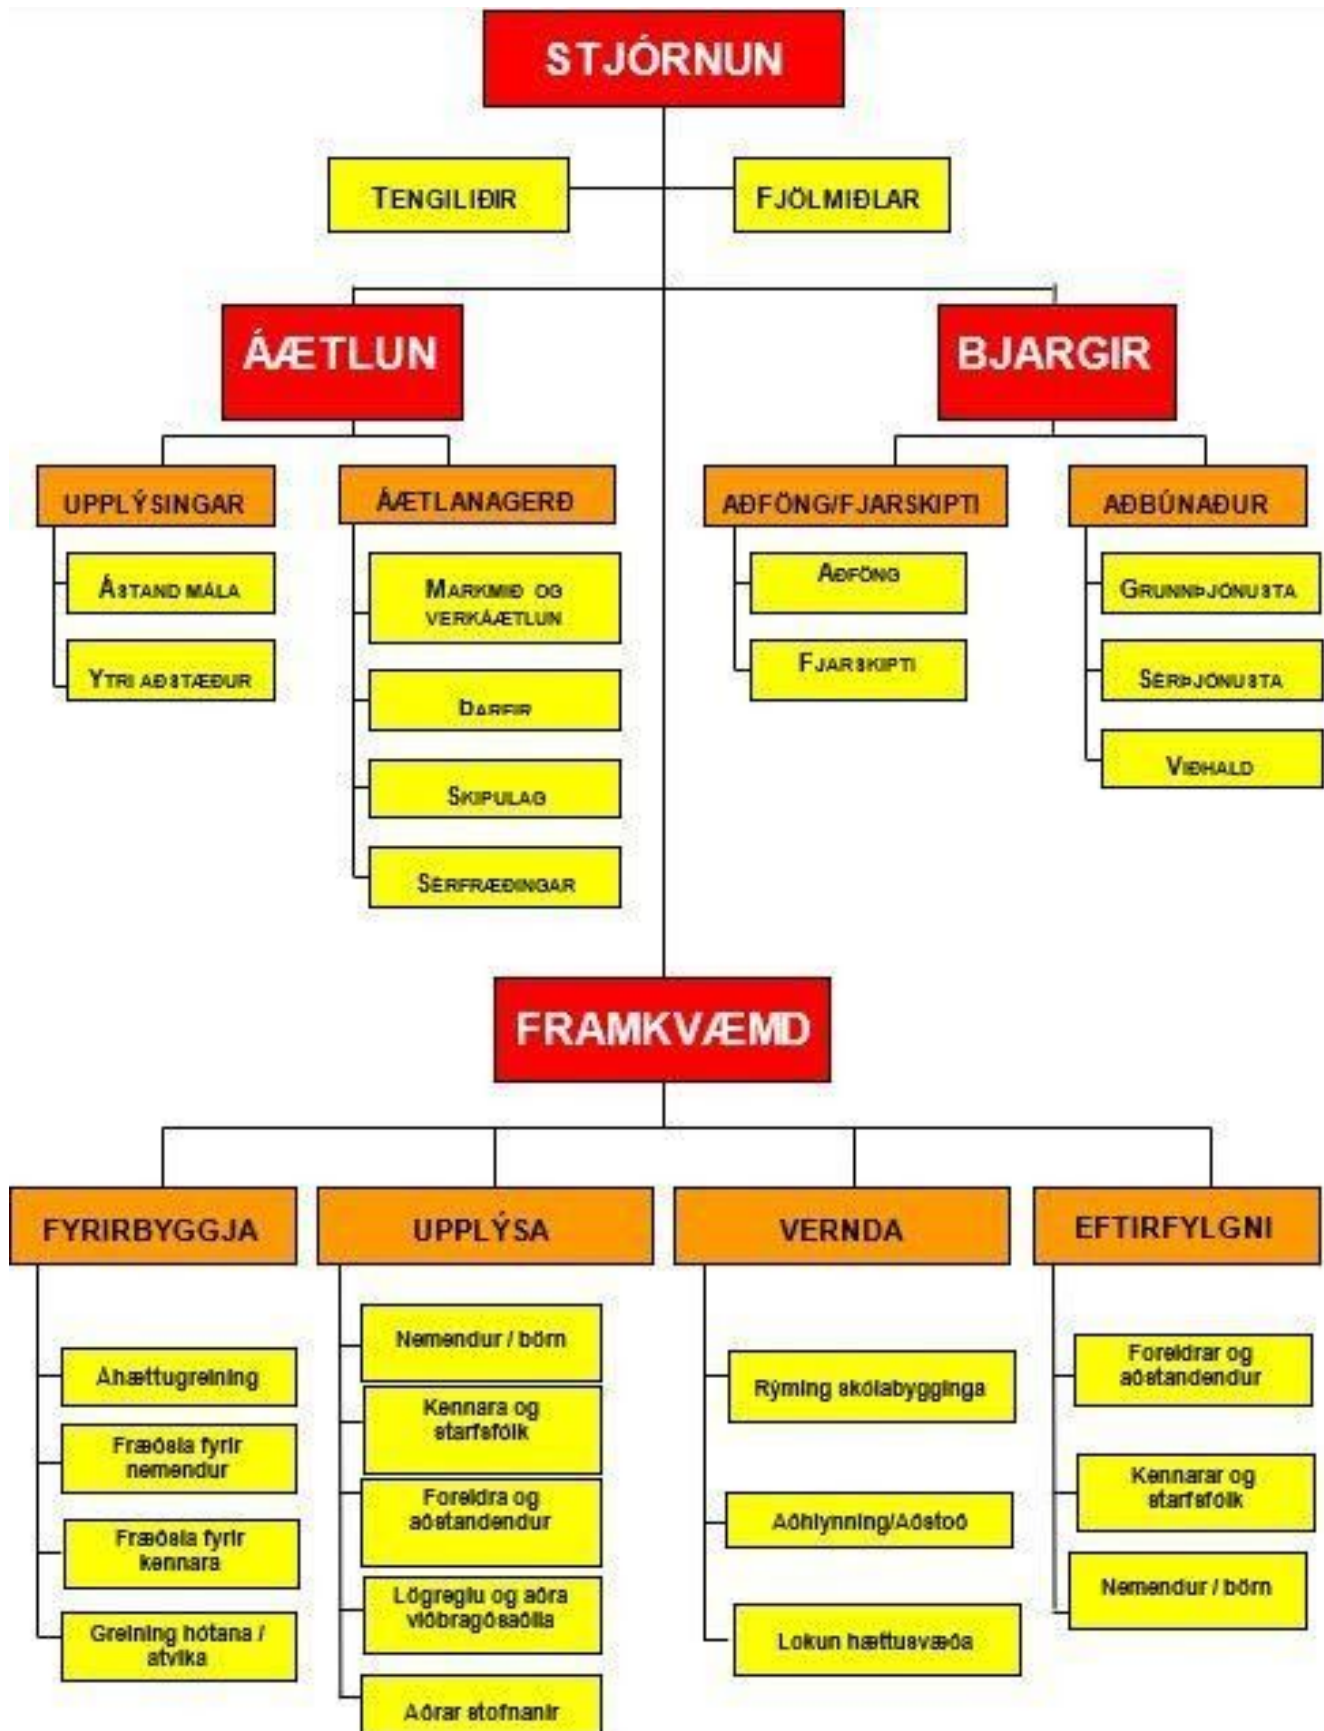 STJÓRNUN
TENGILIÐIR
FJÖLMIÐLAR
ÁÆTLUN
BJARGIR
UPPLÝSINGAR
ÁÆTLANAGERÐ
AÐFÖNG/FJARSKIPTI
AÐBÚNAÐUR
ÁSTAND MÁLA
YTRI AÐSTÆÐUR
MARKMIÐ OG
VERKÁÆTLUN
ÞARFIR
SKIPULAG
SÉRFRÆÐINGAR
AÐFÖNG
FJARSKIPTI
GRUNNÞJÓNUSTA
SÉRÞJÓNUSTA
VIÐHALD
FRAMKVÆMD
FYRIRBYGGJA
UPPLÝSA
VERNDA
EFTIRFYLGNI
Áhættugreining
Fræðsla fyrir
nemendur
Fræðsla fyrir
kennara
Greining hótana /
atvika
Nemendur / börn
Kennara og
starfsfólk
Foreldra og
aðstandendur
Lögreglu og aðra
viðbragðsaðila
Aðrar stofnanir
Rýming skólabygginga
Aðhlynning/Aðstoð
Lokun hættusvæða
Foreldrar og
aðstandendur
Kennarar og
starfsfólk
Nemendur / börn